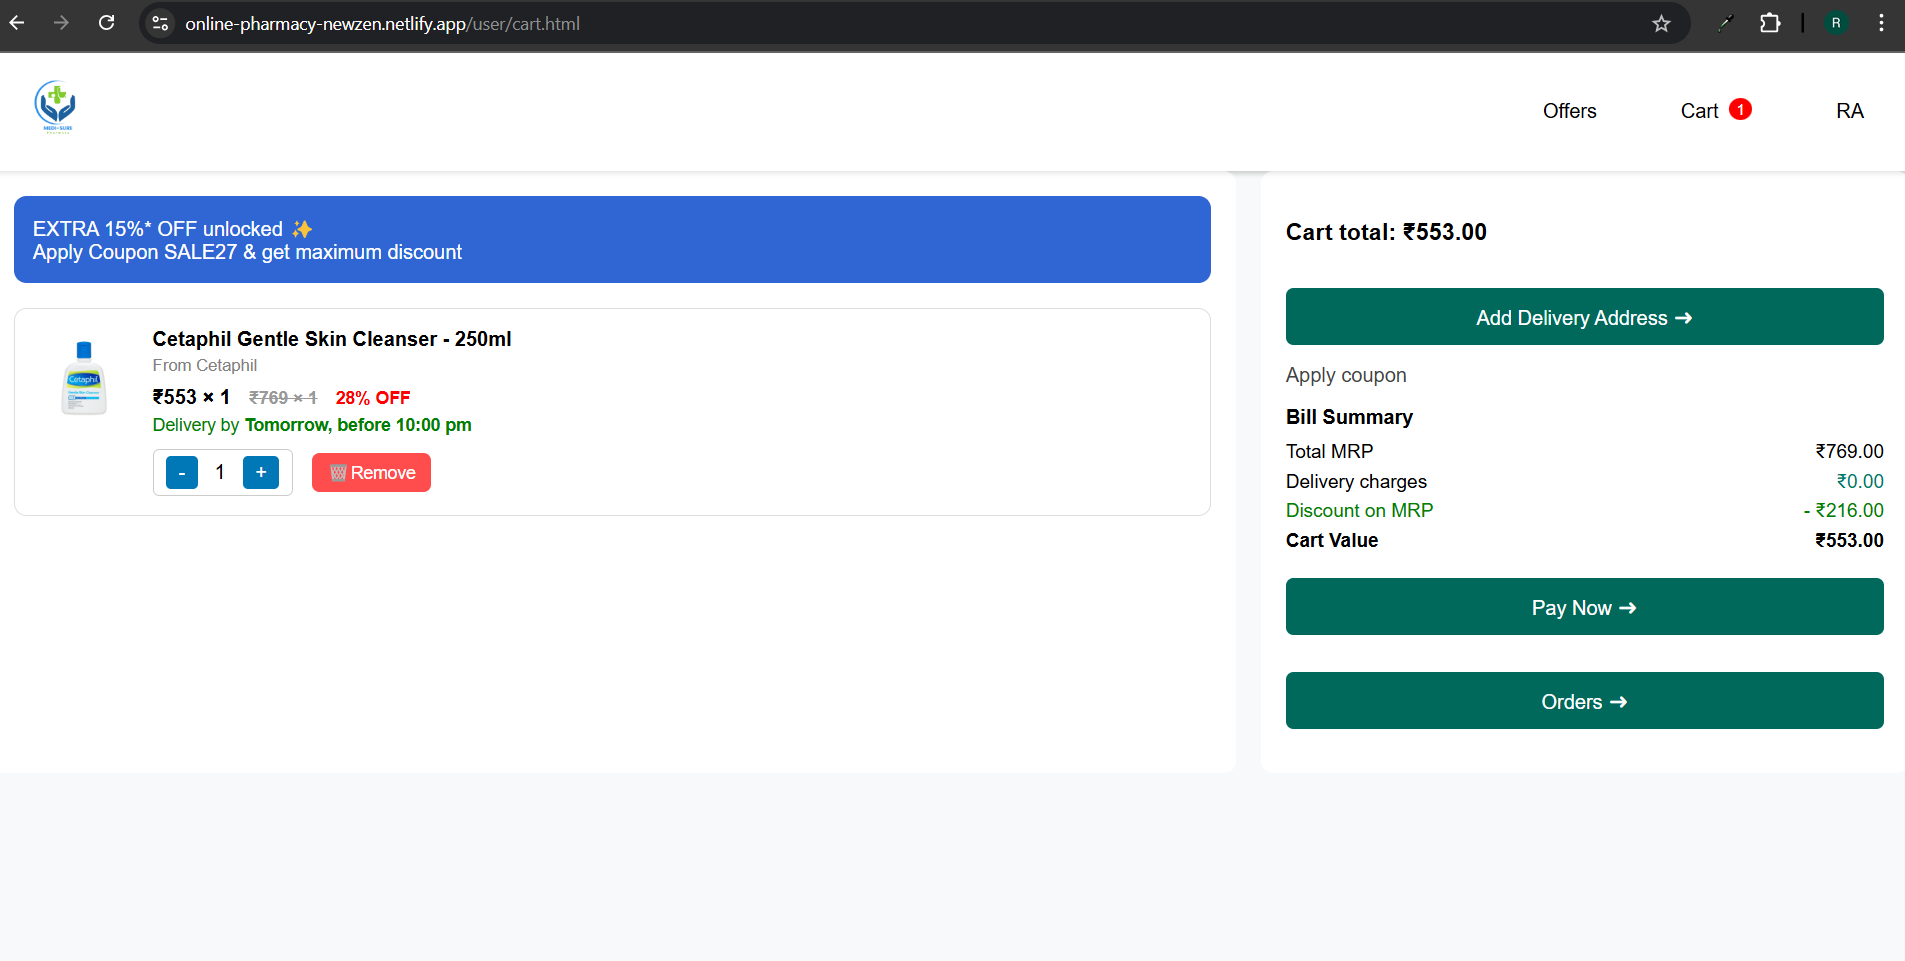 online-pharmacy-newzen.netlify.app/user/cart.html
R
MEDI-SURE
Offers
Cart 1
RA
EXTRA 15%* OFF unlocked ✨
Apply Coupon SALE27 & get maximum discount
Cetaphil
Cetaphil Gentle Skin Cleanser - 250ml
From Cetaphil
₹553 × 1 ₹769 × 1 28% OFF
Delivery by Tomorrow, before 10:00 pm
- 1 + Remove
Cart total: ₹553.00
Add Delivery Address ➜
Apply coupon
Bill Summary
Total MRP ₹769.00
Delivery charges ₹0.00
Discount on MRP - ₹216.00
Cart Value ₹553.00
Pay Now ➜
Orders ➜